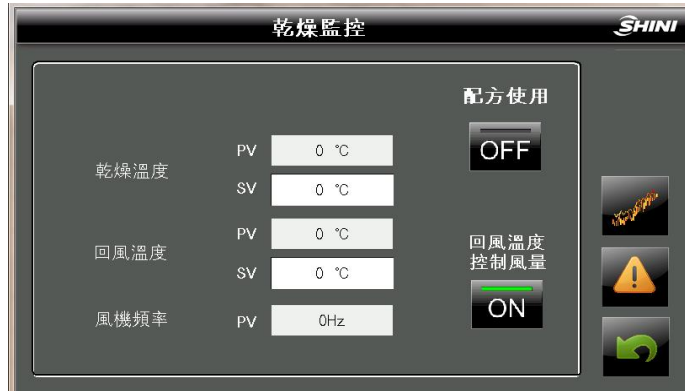 乾燥監控
SHINI
配方使用
OFF
乾燥溫度
PV 0 ℃
SV 0 ℃
回風溫度
PV 0 ℃
SV 0 ℃
回風溫度
控制風量
ON
風機頻率
PV 0Hz